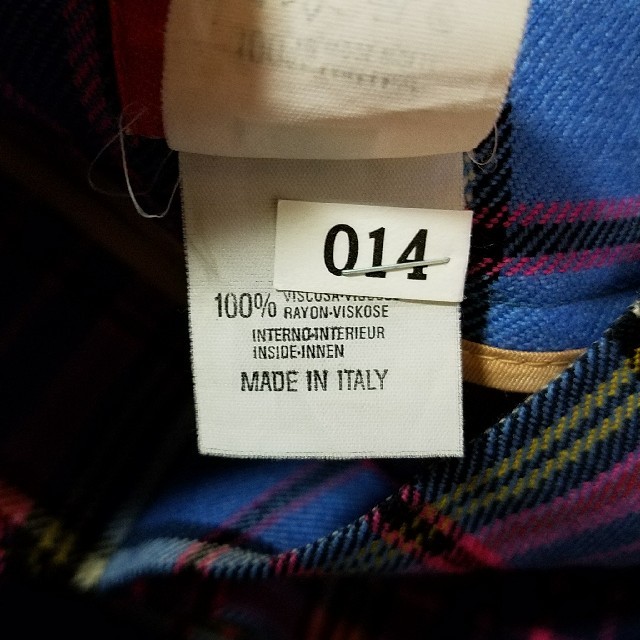 014
100% VISCOSA-VISCOSE
RAYON-VISKOSE
INTERNO-INTERIEUR
INSIDE-INNEN
MADE IN ITALY